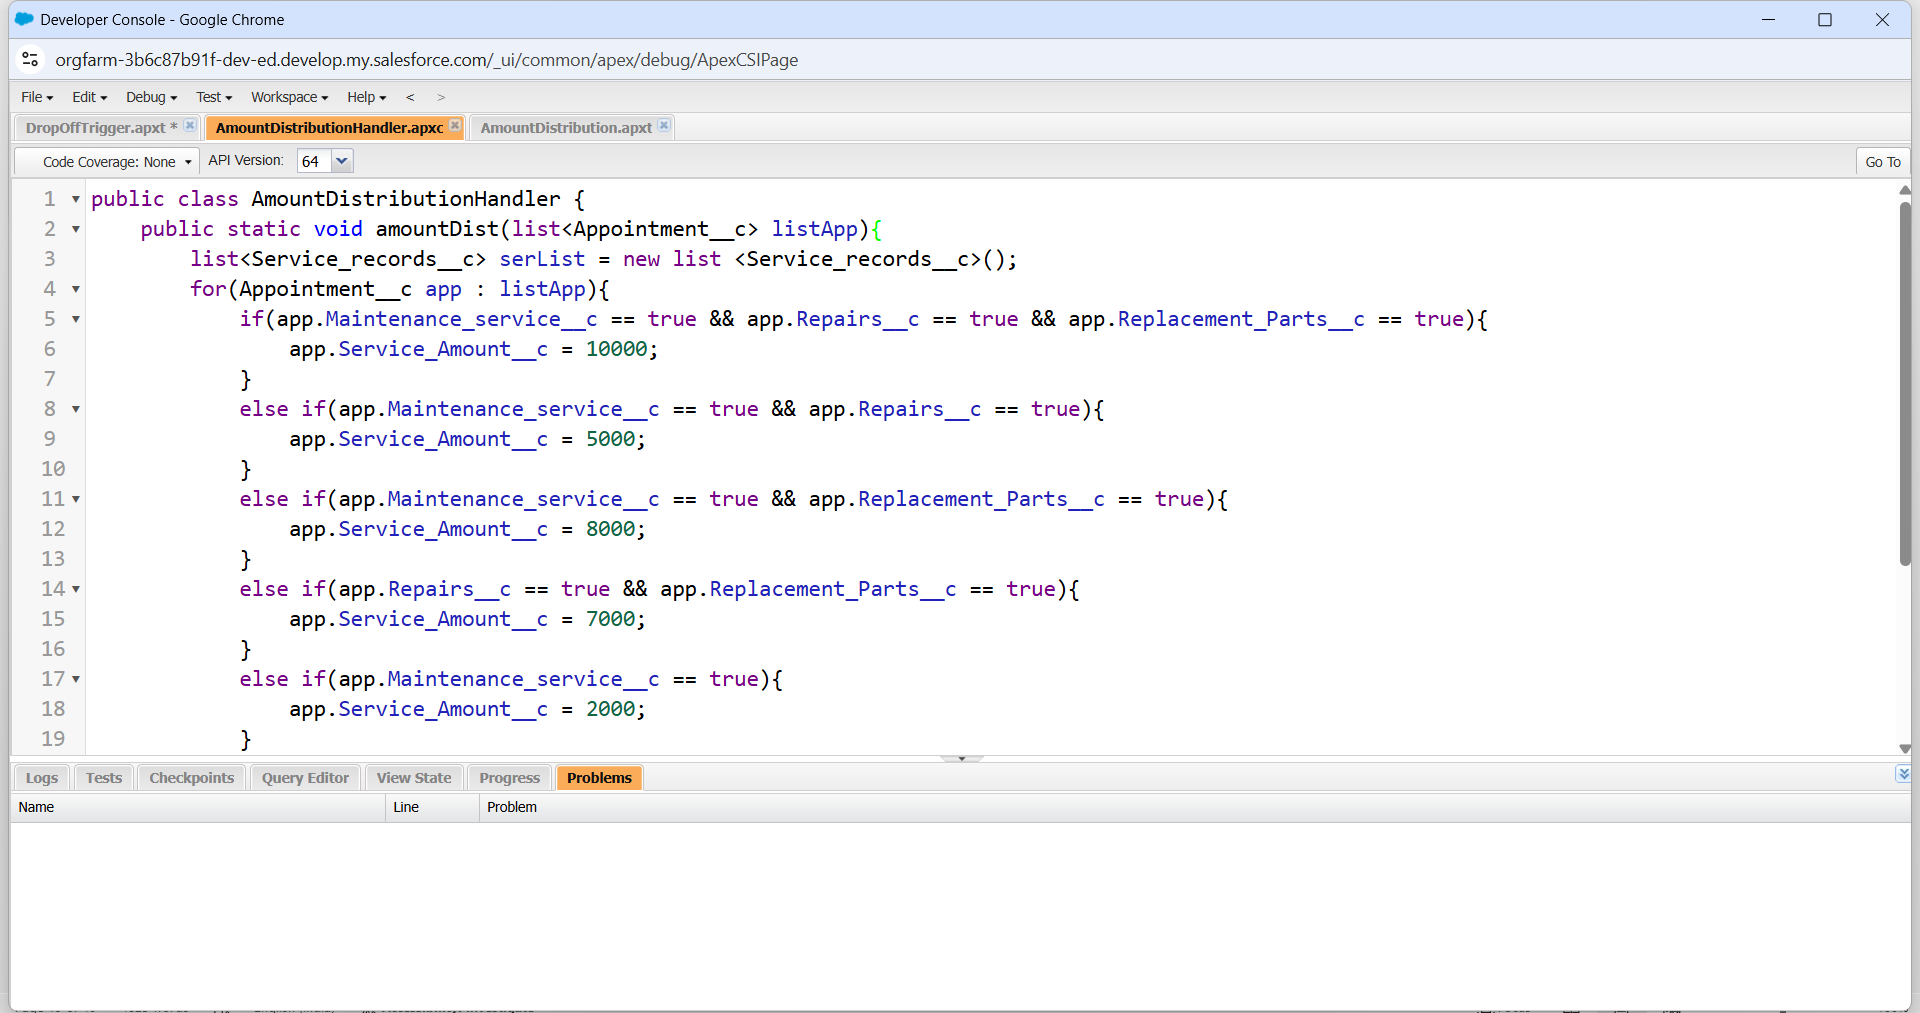 Developer Console - Google Chrome
orgfarm-3b6c87b91f-dev-ed.develop.my.salesforce.com/_ui/common/apex/debug/ApexCSIPage
File Edit Debug Test Workspace Help < >
DropOffTrigger.apxt * AmountDistributionHandler.apxc AmountDistribution.apxt
Code Coverage: None API Version: 64 Go To
1 public class AmountDistributionHandler {
2 public static void amountDist(list<Appointment__c> listApp){
3 list<Service_records__c> serList = new list <Service_records__c>();
4 for(Appointment__c app : listApp){
5 if(app.Maintenance_service__c == true && app.Repairs__c == true && app.Replacement_Parts__c == true){
6 app.Service_Amount__c = 10000;
7 }
8 else if(app.Maintenance_service__c == true && app.Repairs__c == true){
9 app.Service_Amount__c = 5000;
10 }
11 else if(app.Maintenance_service__c == true && app.Replacement_Parts__c == true){
12 app.Service_Amount__c = 8000;
13 }
14 else if(app.Repairs__c == true && app.Replacement_Parts__c == true){
15 app.Service_Amount__c = 7000;
16 }
17 else if(app.Maintenance_service__c == true){
18 app.Service_Amount__c = 2000;
19 }
Logs Tests Checkpoints Query Editor View State Progress Problems
Name Line Problem